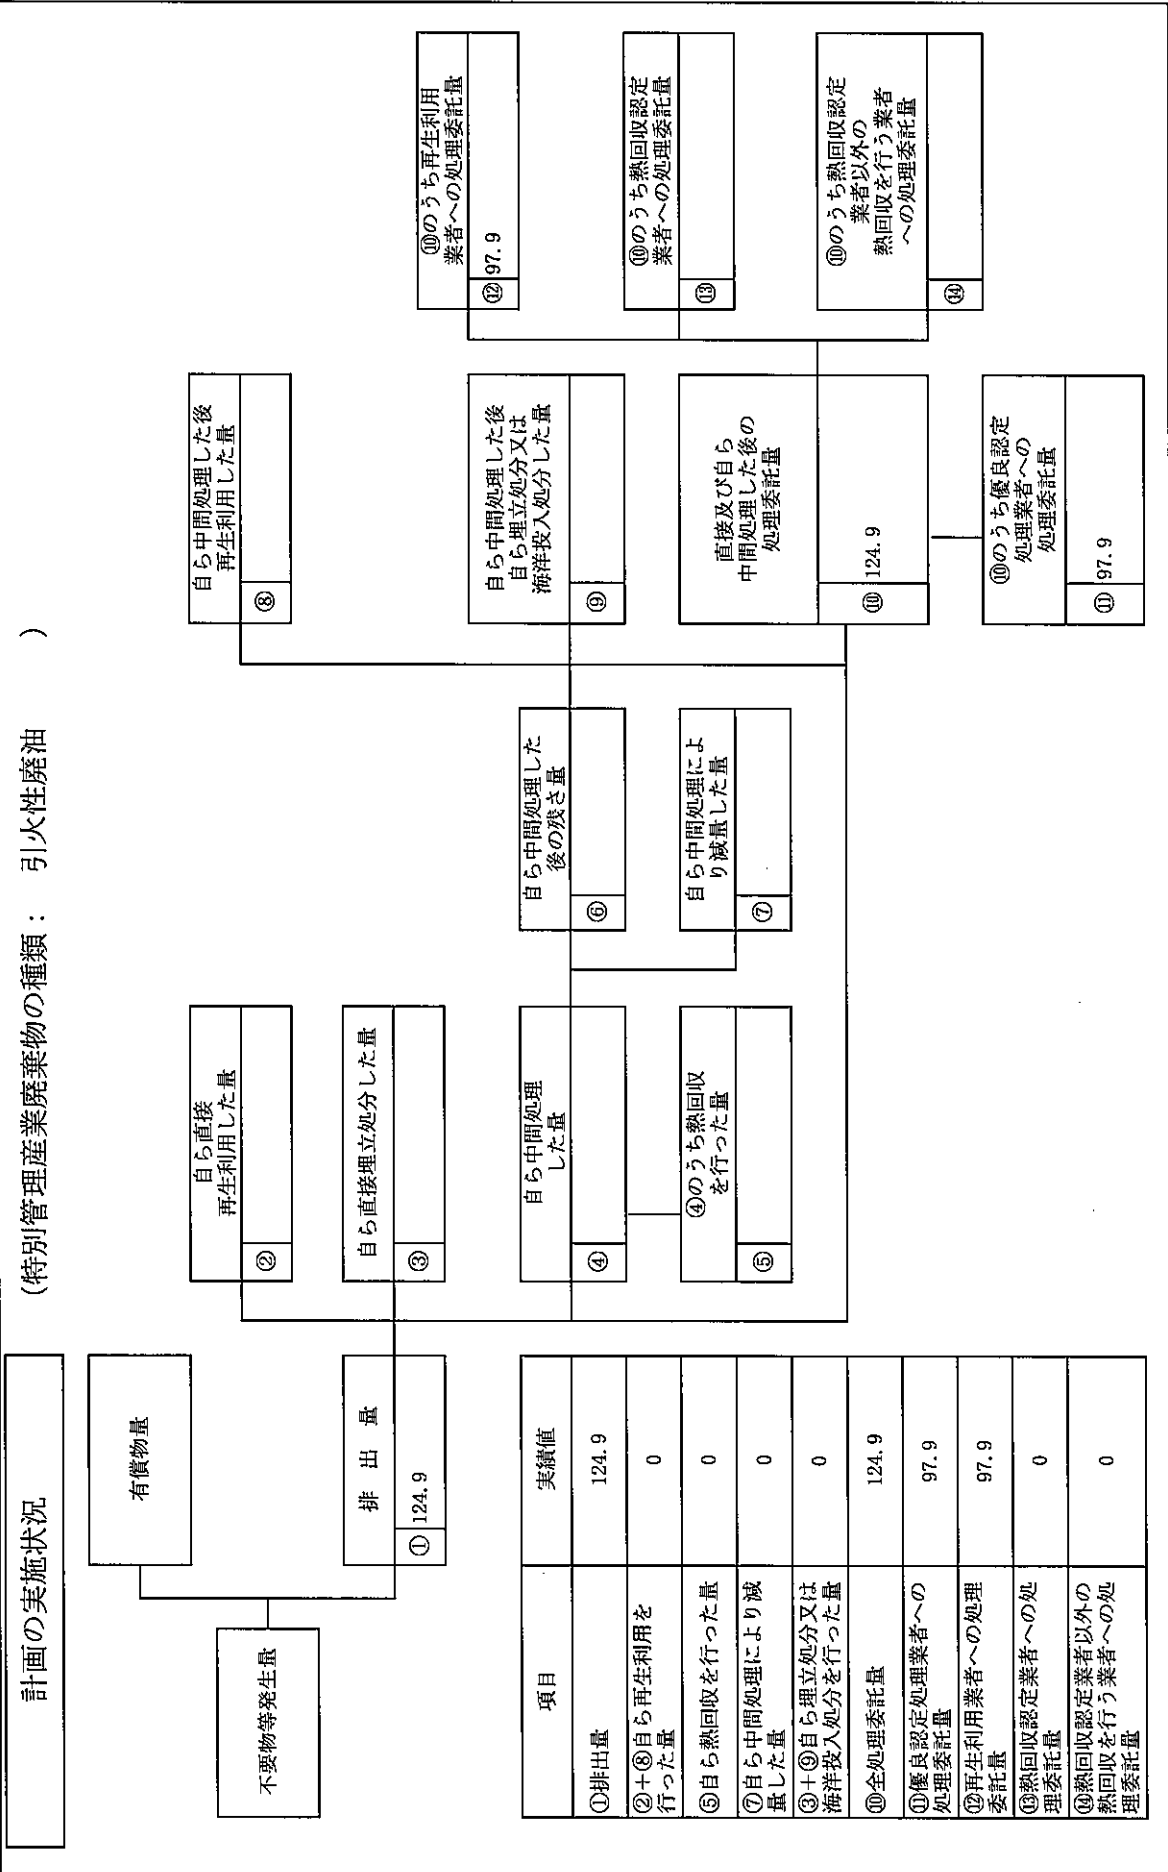 計画の実施状況
(特別管理産業廃棄物の種類： 引火性廃油 )
不要物等発生量
有償物量
排 出 量
① 124.9
自ら直接
再生利用した量
②
自ら直接埋立処分した量
③
自ら中間処理
した量
④
④のうち熱回収
を行った量
⑤
自ら中間処理した
後の残さ量
⑥
自ら中間処理によ
り減量した量
⑦
自ら中間処理した後
再生利用した量
⑧
自ら中間処理した後
自ら埋立処分又は
海洋投入処分した量
⑨
直接及び自ら
中間処理した後の
処理委託量
⑩ 124.9
⑩のうち優良認定
処理業者への
処理委託量
⑪ 97.9
⑩のうち再生利用
業者への処理委託量
⑫ 97.9
⑩のうち熱回収認定
業者への処理委託量
⑬
⑩のうち熱回収認定
業者以外の
熱回収を行う業者
への処理委託量
⑭
項目 実績値
①排出量 124.9
②＋⑧自ら再生利用を
行った量 0
⑤自ら熱回収を行った量 0
⑦自ら中間処理により減
量した量 0
③＋⑨自ら埋立処分又は
海洋投入処分を行った量 0
⑩全処理委託量 124.9
⑪優良認定処理業者への
処理委託量 97.9
⑫再生利用業者への処理
委託量 97.9
⑬熱回収認定業者への処
理委託量 0
⑭熱回収認定業者以外の
熱回収を行う業者への処
理委託量 0